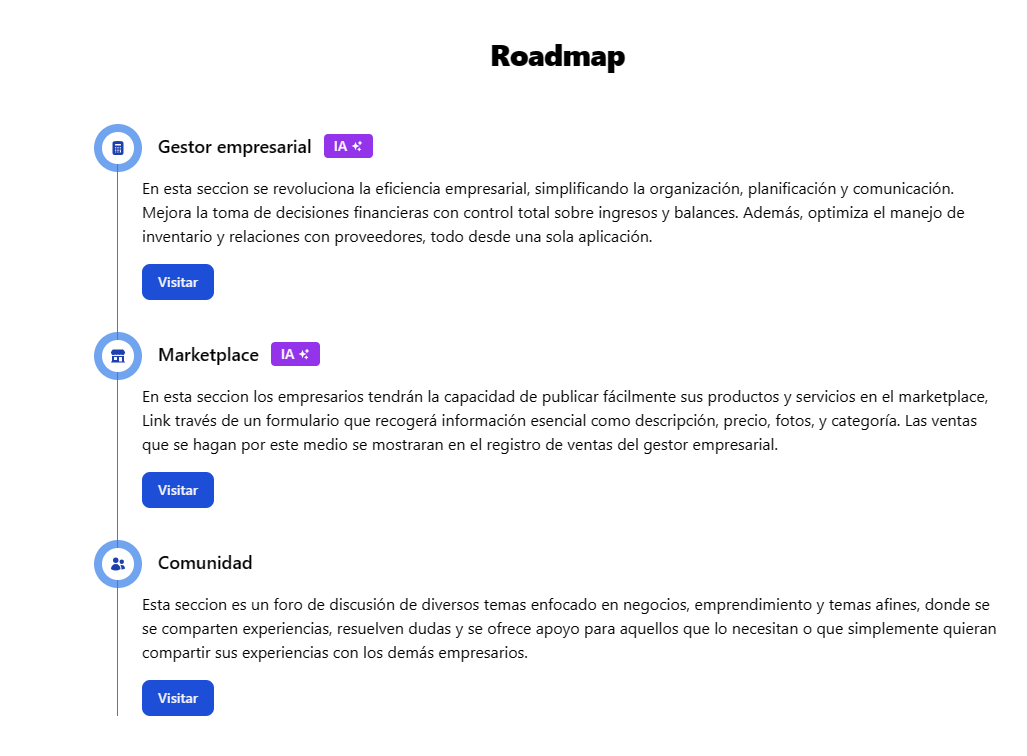 Roadmap
Gestor empresarial IA
En esta seccion se revoluciona la eficiencia empresarial, simplificando la organización, planificación y comunicación.
Mejora la toma de decisiones financieras con control total sobre ingresos y balances. Además, optimiza el manejo de
inventario y relaciones con proveedores, todo desde una sola aplicación.
Visitar
Marketplace IA
En esta seccion los empresarios tendrán la capacidad de publicar fácilmente sus productos y servicios en el marketplace,
Link través de un formulario que recogerá información esencial como descripción, precio, fotos, y categoría. Las ventas
que se hagan por este medio se mostraran en el registro de ventas del gestor empresarial.
Visitar
Comunidad
Esta seccion es un foro de discusión de diversos temas enfocado en negocios, emprendimiento y temas afines, donde se
se comparten experiencias, resuelven dudas y se ofrece apoyo para aquellos que lo necesitan o que simplemente quieran
compartir sus experiencias con los demás empresarios.
Visitar